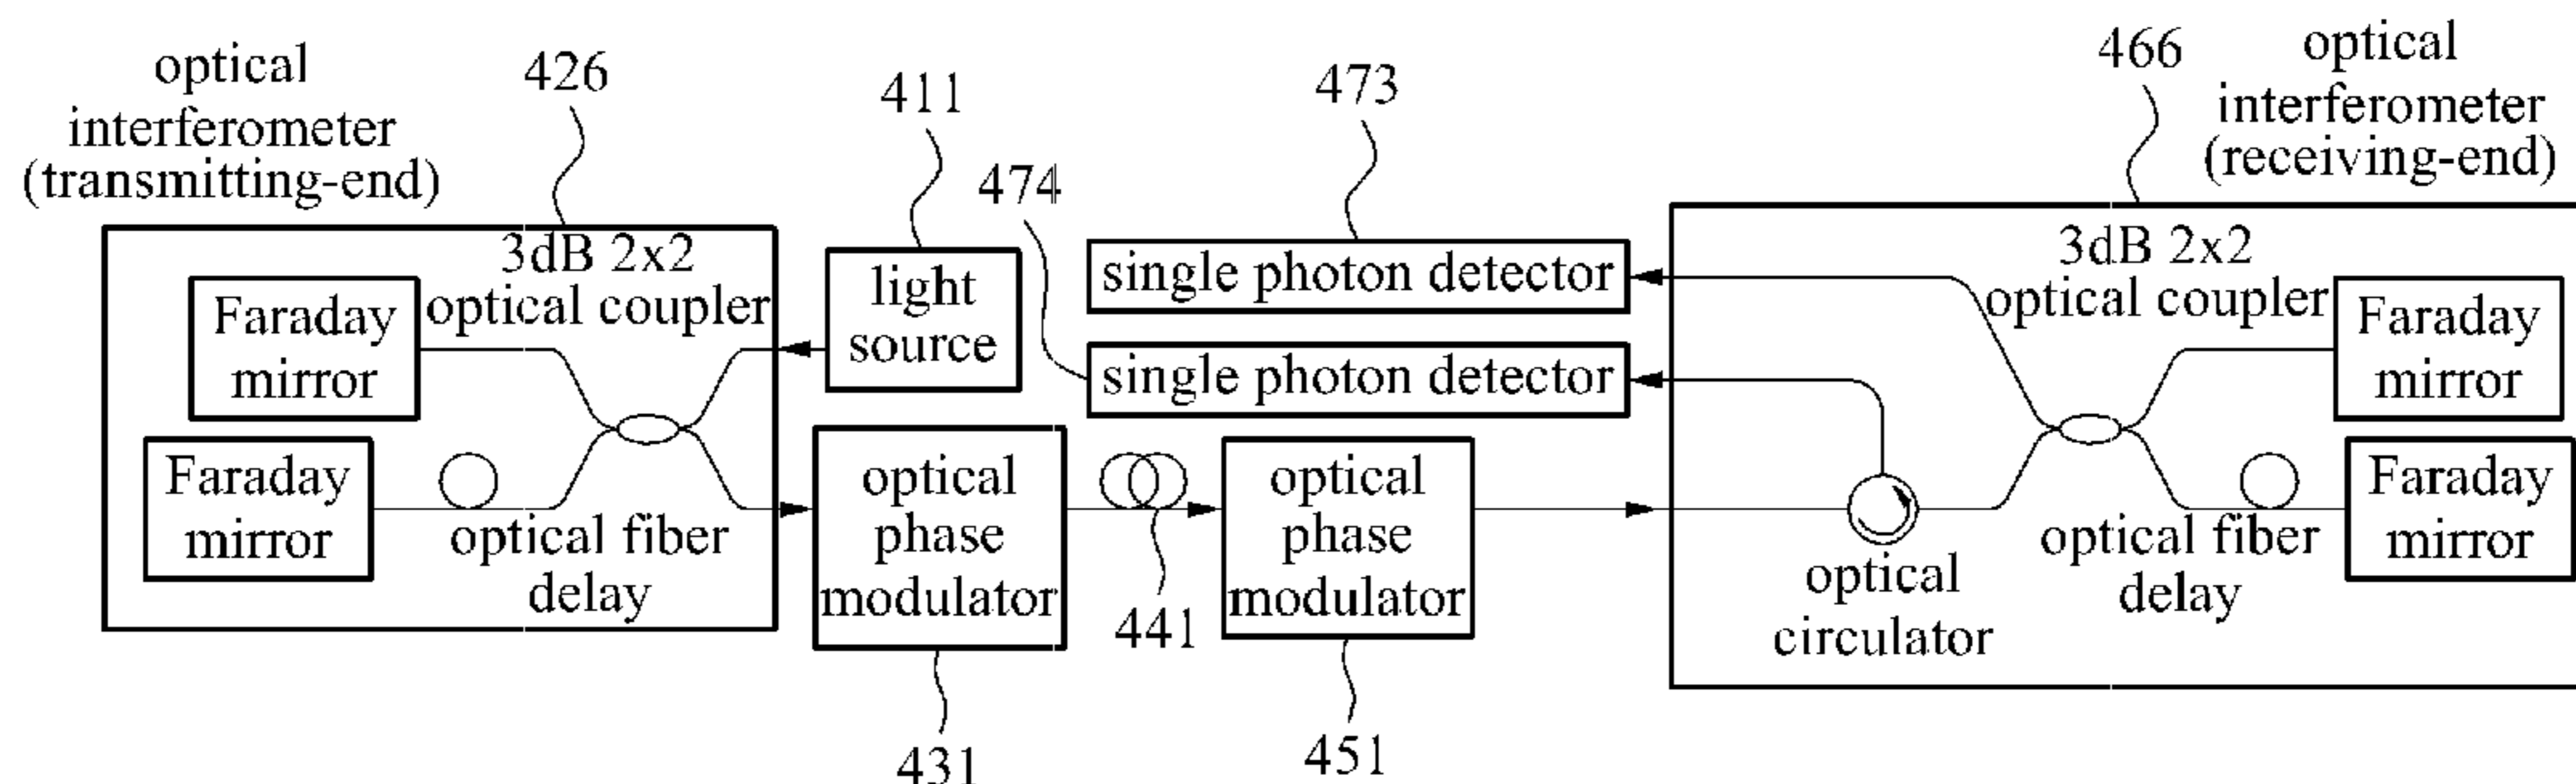 optical
interferometer
(transmitting-end)
426
411
474
473
466
optical
interferometer
(receiving-end)
3dB 2x2
optical coupler
Faraday
mirror
Faraday
mirror
optical fiber
delay
light
source
single photon detector
single photon detector
optical
phase
modulator
431
441
optical
phase
modulator
451
3dB 2x2
optical coupler
Faraday
mirror
Faraday
mirror
optical fiber
delay
optical
circulator